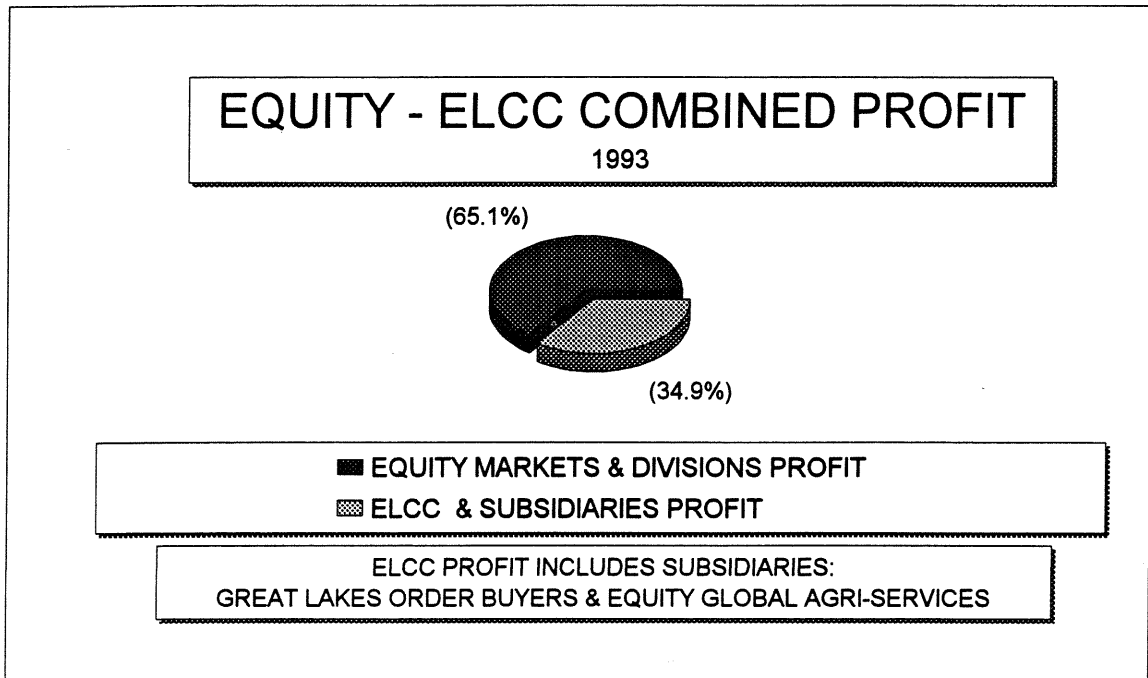 EQUITY - ELCC COMBINED PROFIT
1993
(65.1%)
(34.9%)
EQUITY MARKETS & DIVISIONS PROFIT
ELCC & SUBSIDIARIES PROFIT
ELCC PROFIT INCLUDES SUBSIDIARIES:
GREAT LAKES ORDER BUYERS & EQUITY GLOBAL AGRI-SERVICES